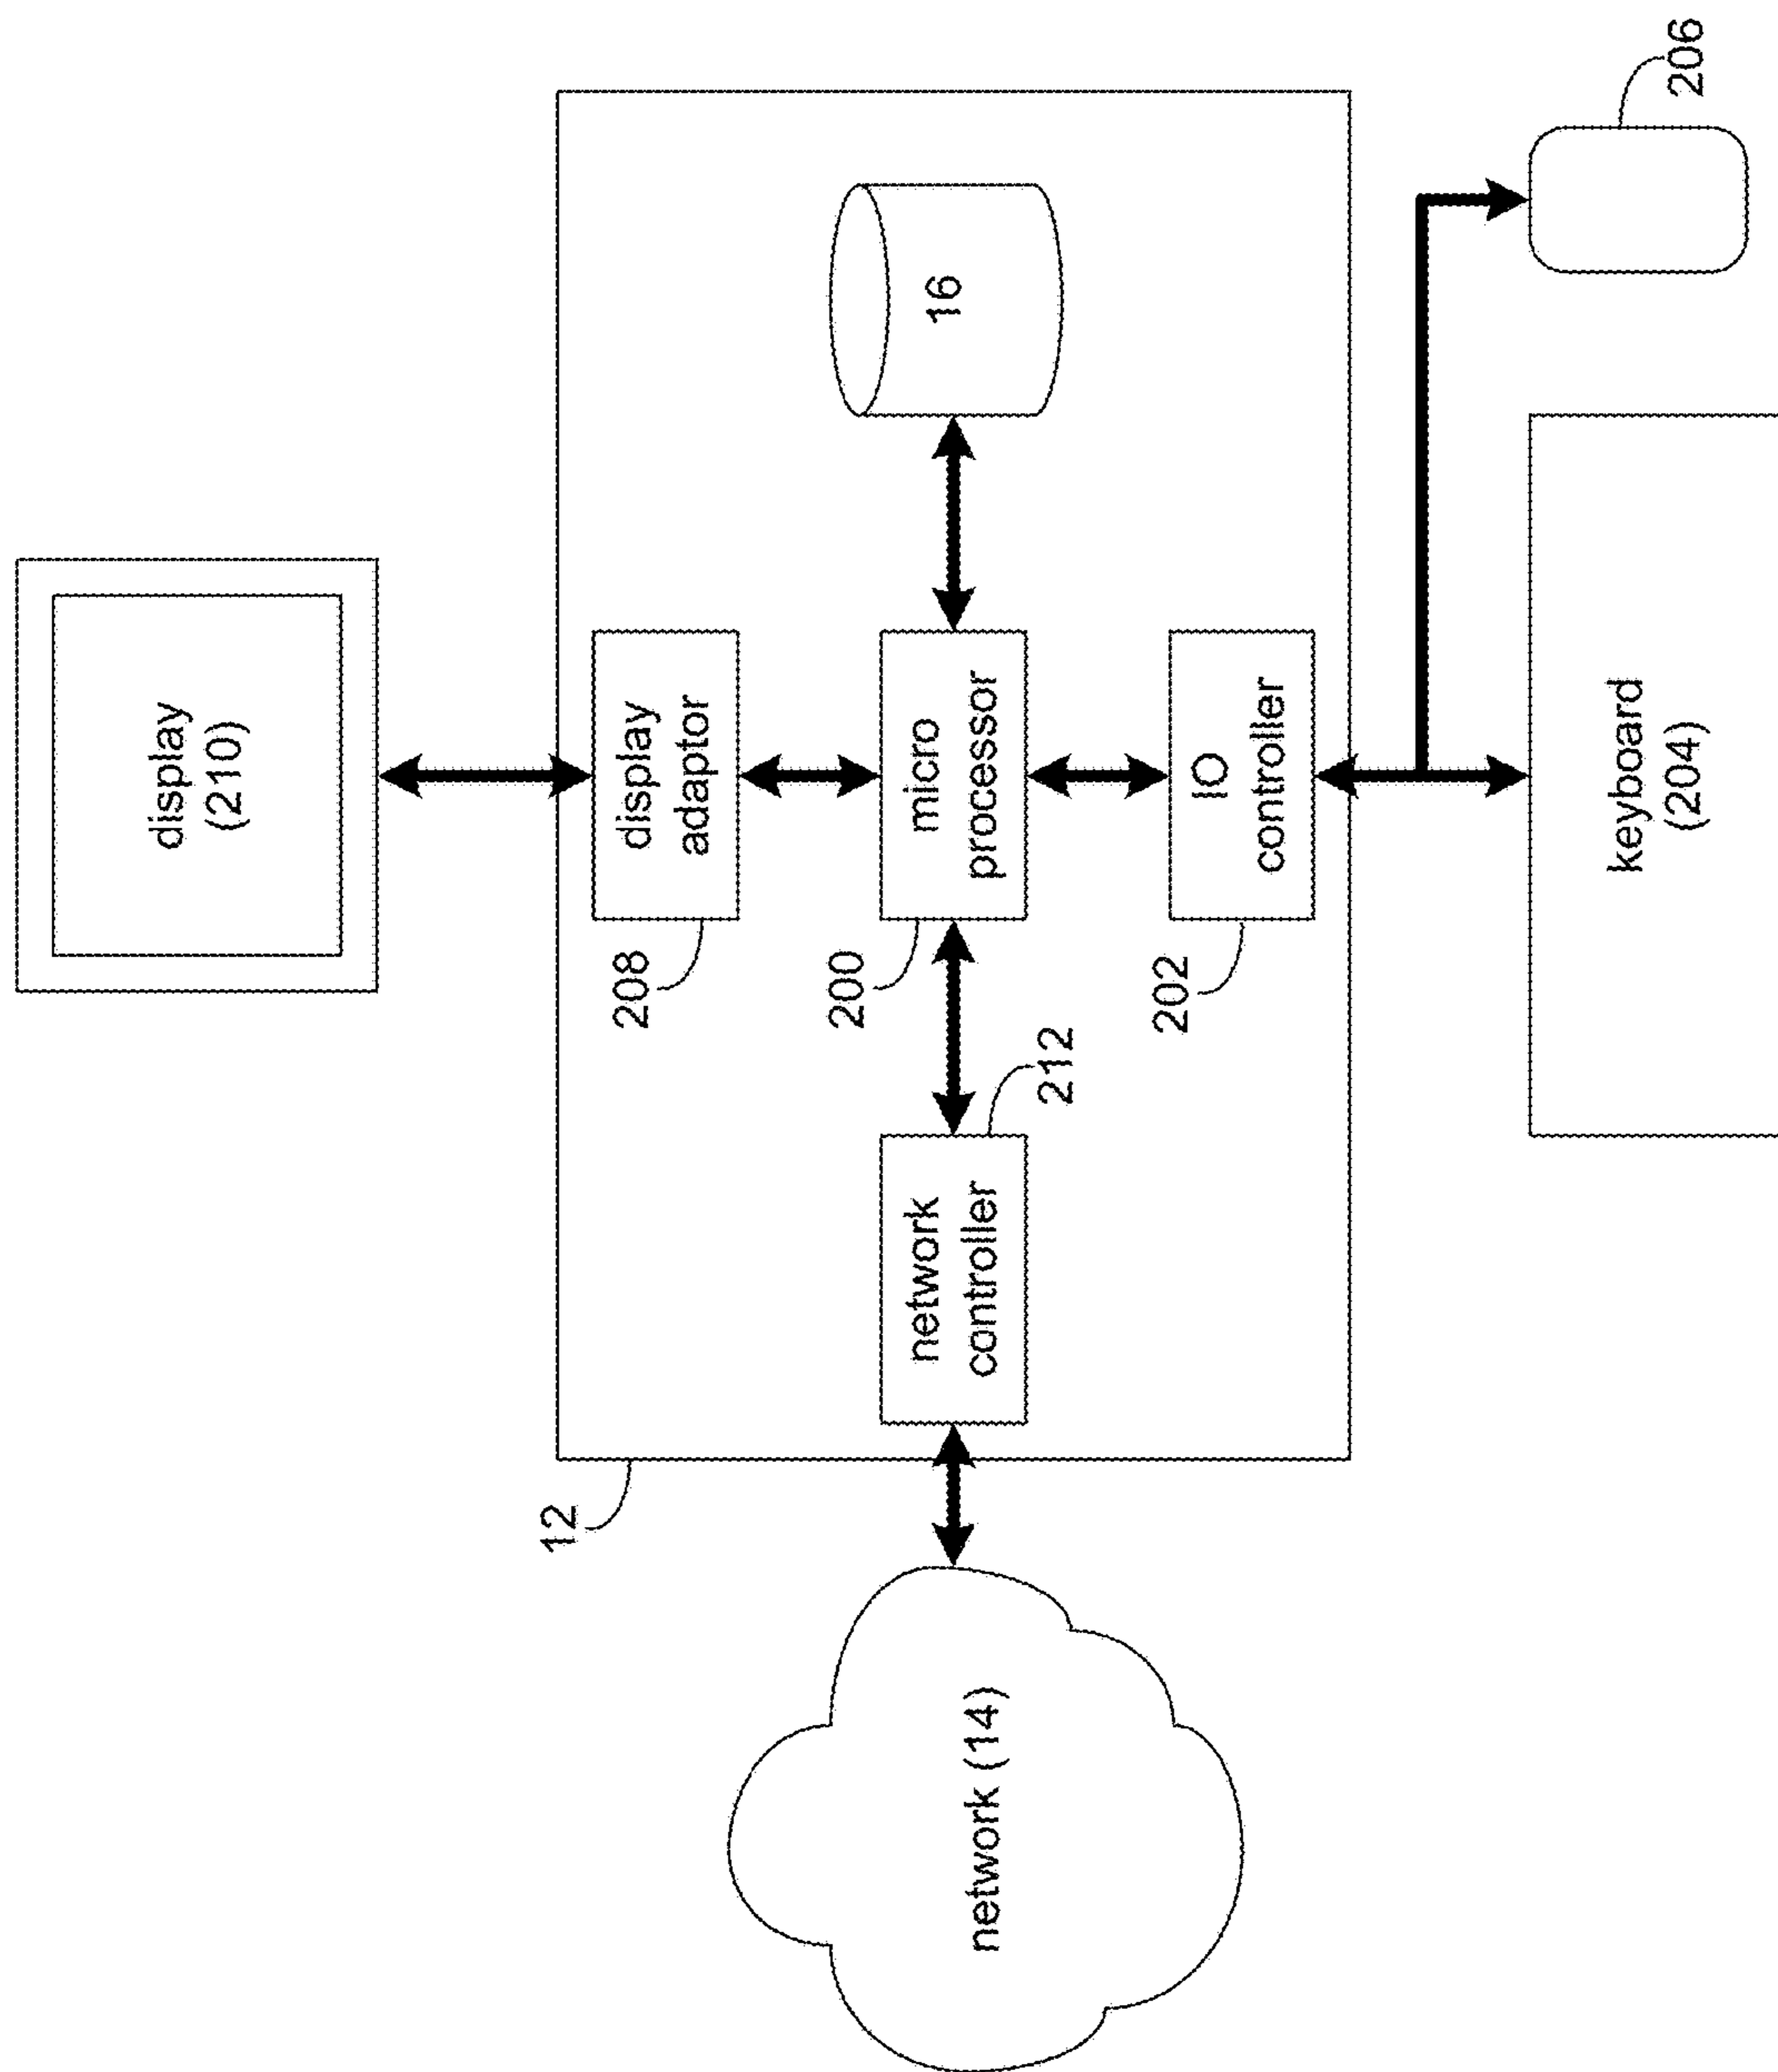 display
(210)
12
208
display
adaptor
200
micro
processor
16
network (14)
network
controller
212
202
IO
controller
keyboard
(204)
206